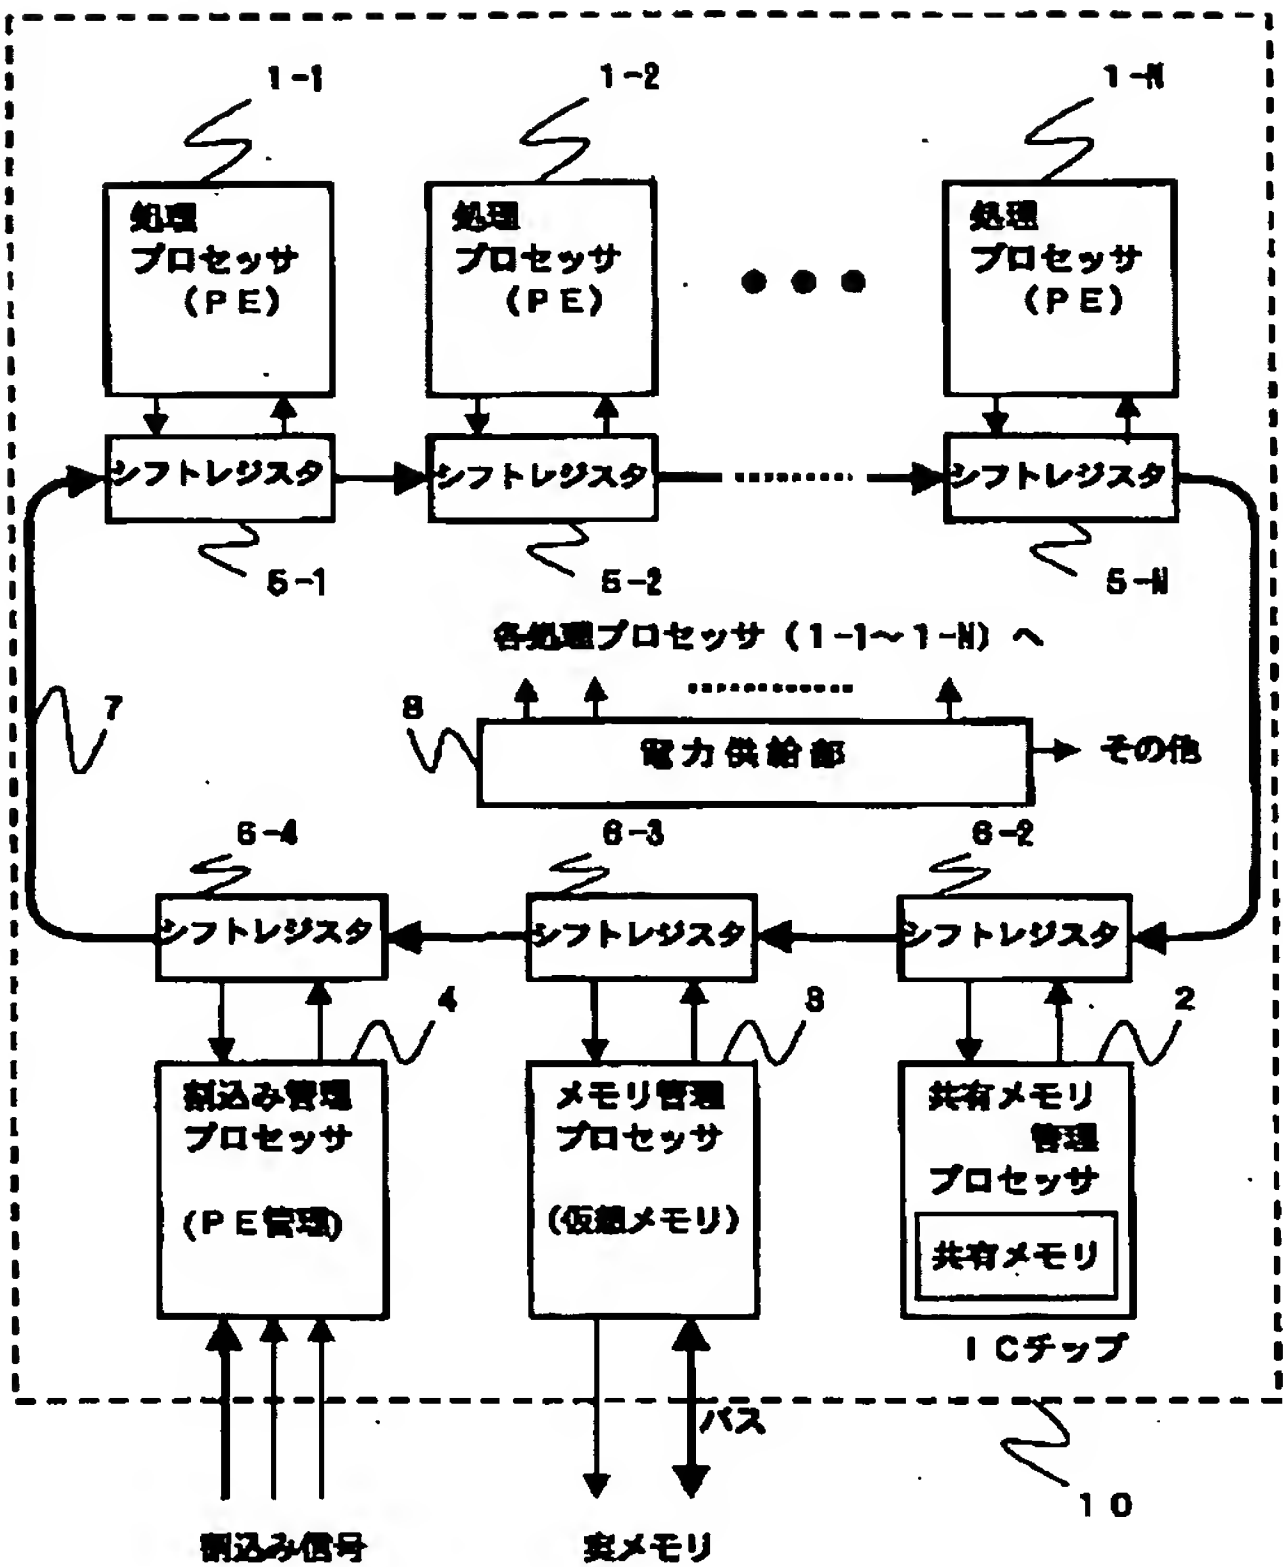 1-1
1-2
1-N
処理
プロセッサ
(PE)
処理
プロセッサ
(PE)
処理
プロセッサ
(PE)
シフトレジスタ
シフトレジスタ
シフトレジスタ
5-1
5-2
5-N
各処理プロセッサ(1-1~1-N)へ
7
8
電力供給部
その他
6-4
6-3
6-2
シフトレジスタ
シフトレジスタ
シフトレジスタ
4
3
2
割込み管理
プロセッサ
(PE管理)
メモリ管理
プロセッサ
(仮想メモリ)
共有メモリ
管理
プロセッサ
共有メモリ
ICチップ
バス
10
割込み信号
実メモリ